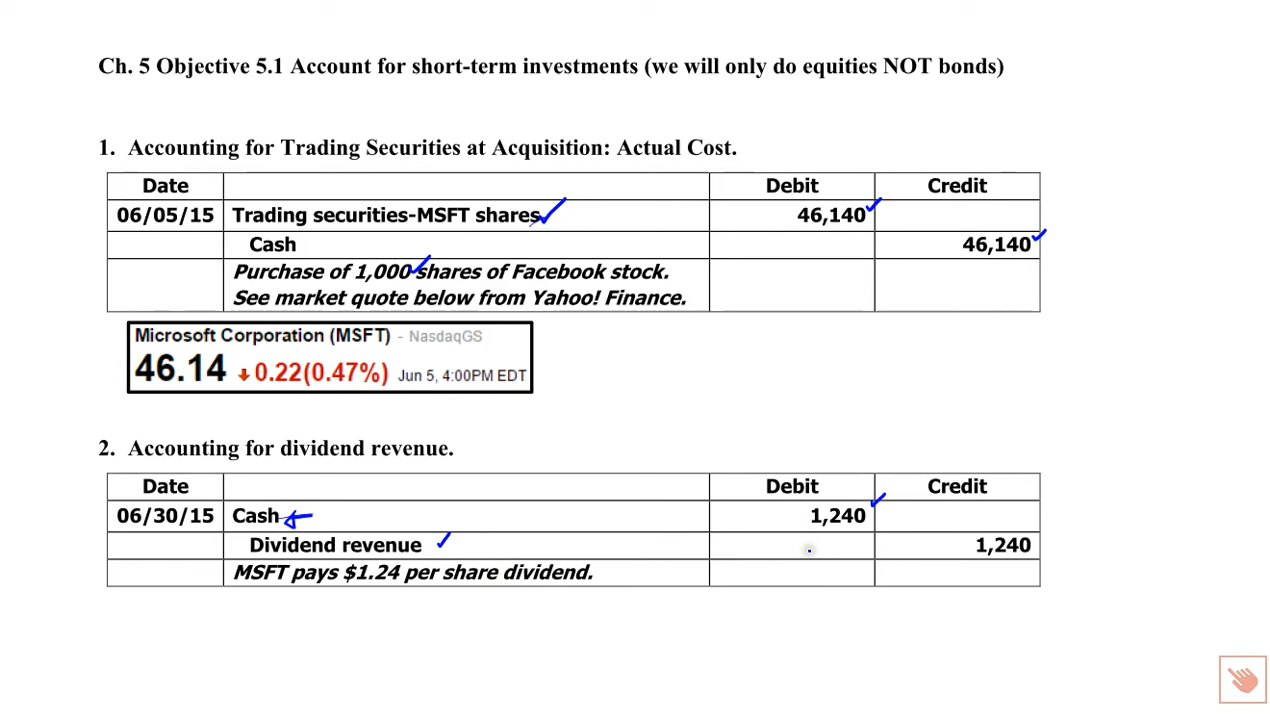 Ch. 5 Objective 5.1 Account for short-term investments (we will only do equities NOT bonds)
1. Accounting for Trading Securities at Acquisition: Actual Cost.
Date Debit Credit
06/05/15 Trading securities-MSFT shares 46,140
Cash 46,140
Purchase of 1,000 shares of Facebook stock.
See market quote below from Yahoo! Finance.
Microsoft Corporation (MSFT) - NasdaqGS
46.14 0.22(0.47%) Jun 5, 4:00PM EDT
2. Accounting for dividend revenue.
Date Debit Credit
06/30/15 Cash 1,240
Dividend revenue 1,240
MSFT pays $1.24 per share dividend.